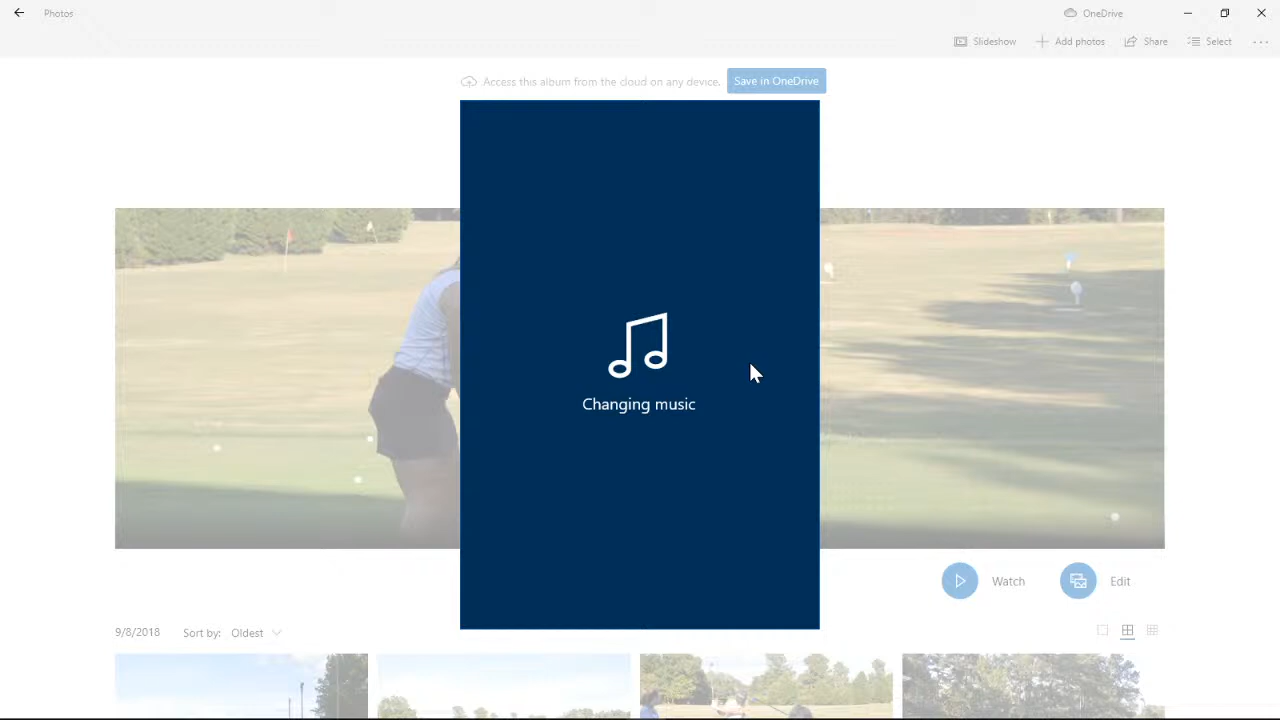 Photos
OneDrive
Slideshow
Add photos
Share
Select
Access this album from the cloud on any device.
Save in OneDrive
Changing music
Watch
Edit
9/8/2018
Sort by: Oldest